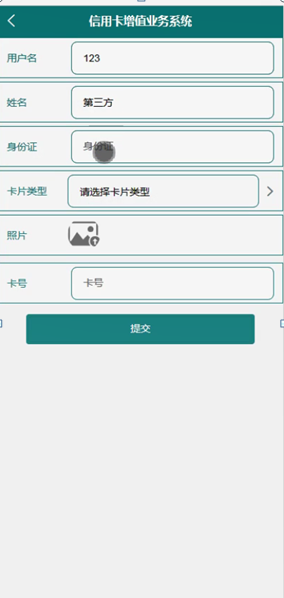 信用卡增值业务系统
用户名 123
姓名 第三方
身份证 身份证
卡片类型 请选择卡片类型
照片
卡号 卡号
提交